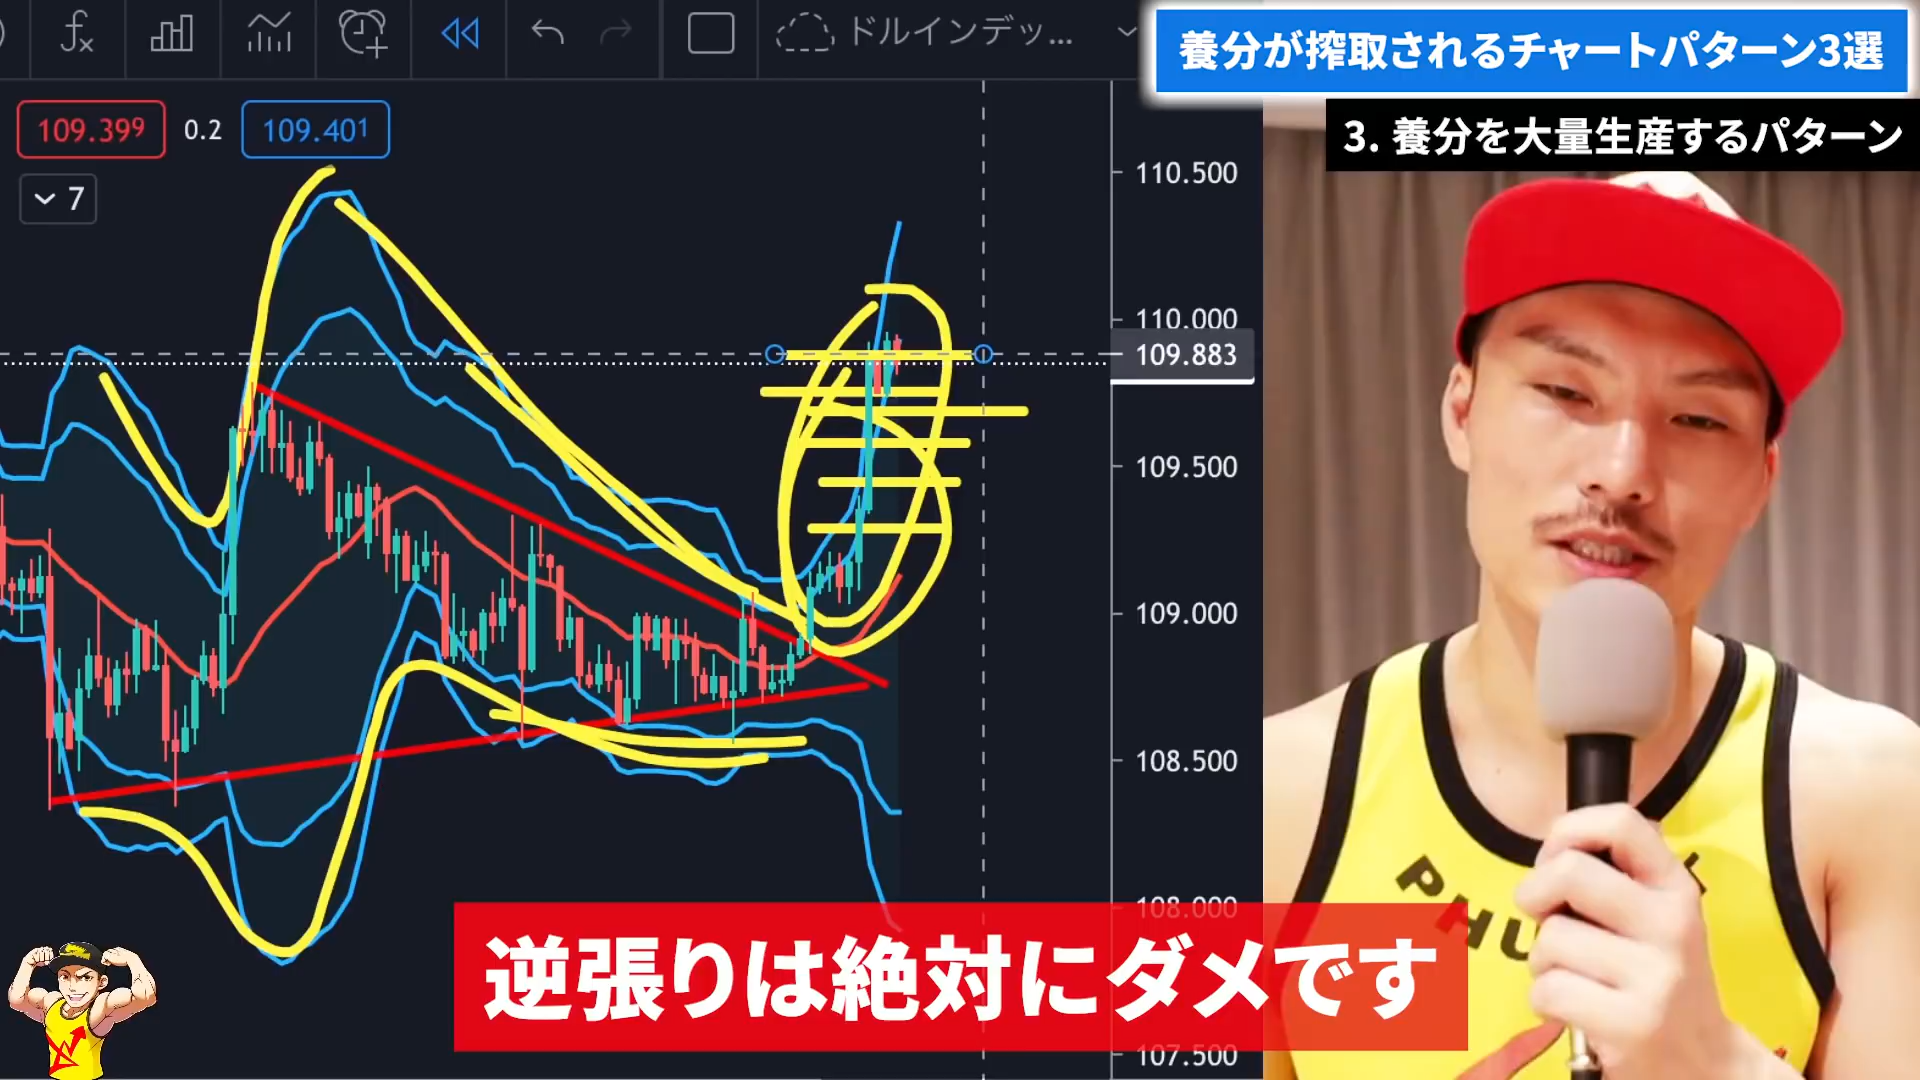 fx
ドルインデッ...
養分が搾取されるチャートパターン3選
109.399
0.2
109.401
3. 養分を大量生産するパターン
7
110.500
110.000
109.883
109.500
109.000
108.500
108.000
107.500
PHU
逆張りは絶対にダメです